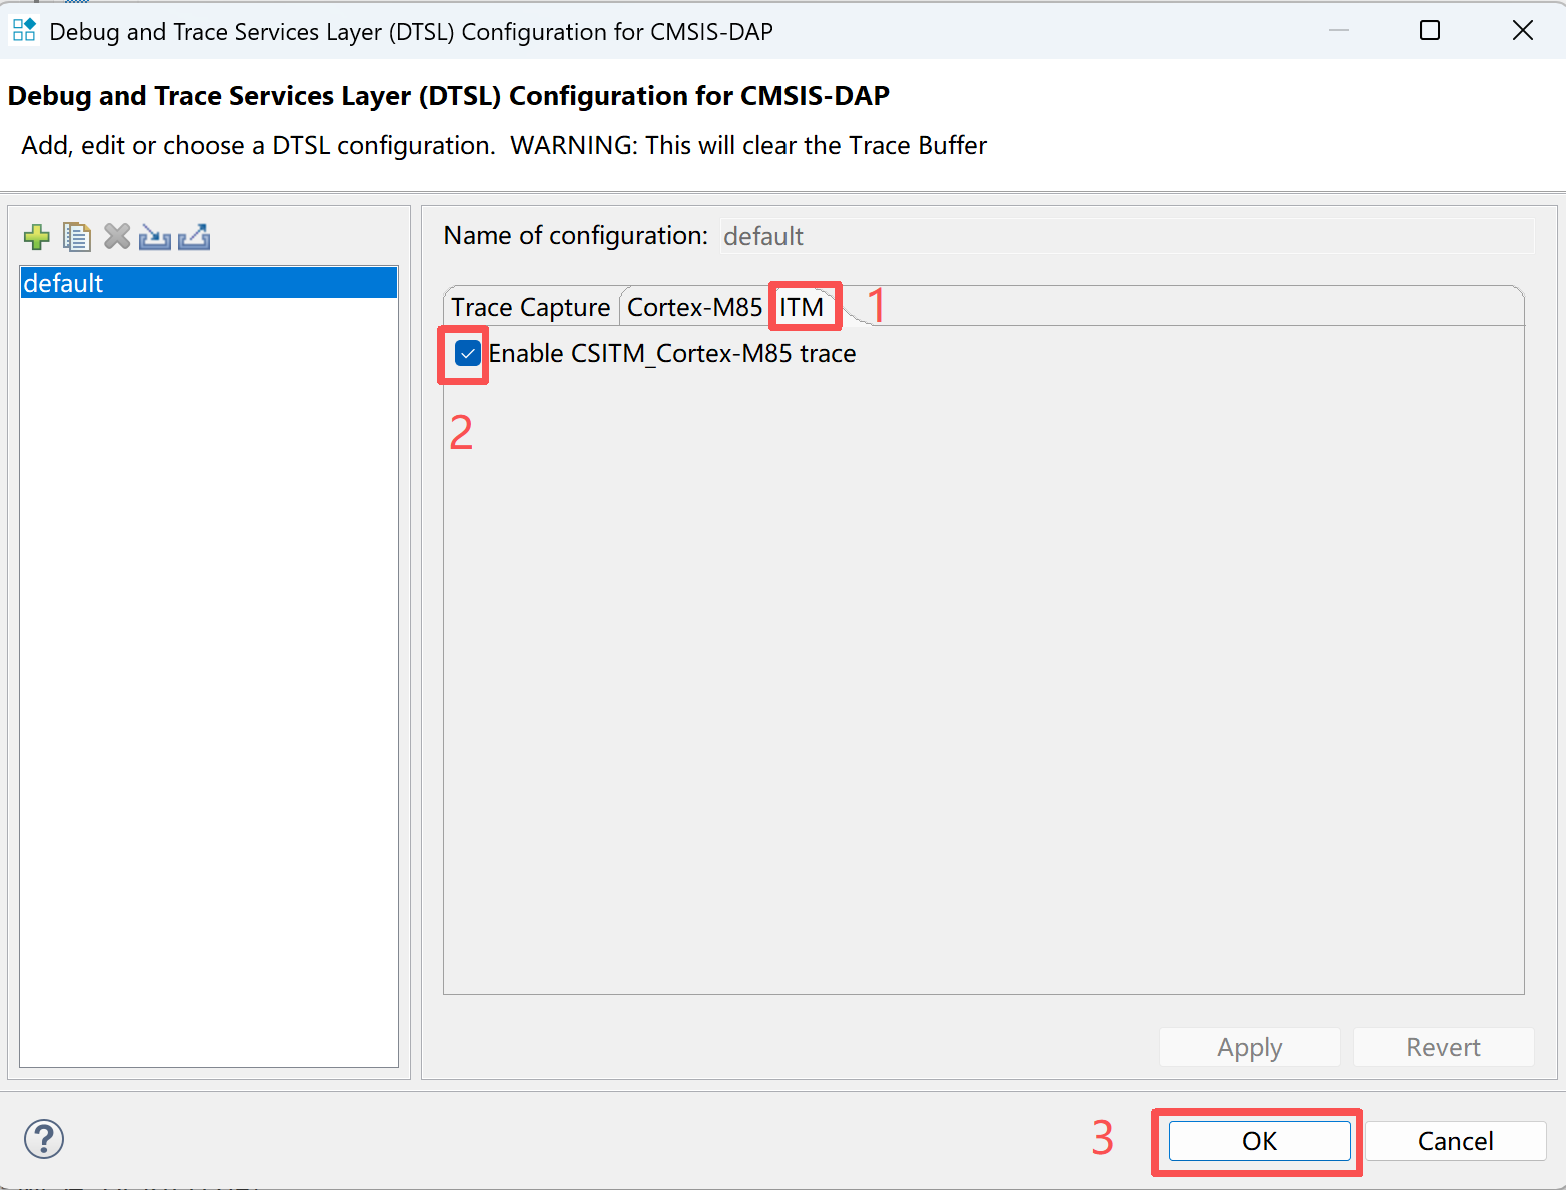 Debug and Trace Services Layer (DTSL) Configuration for CMSIS-DAP
Debug and Trace Services Layer (DTSL) Configuration for CMSIS-DAP
Add, edit or choose a DTSL configuration.  WARNING: This will clear the Trace Buffer
default
Name of configuration: default
Trace Capture Cortex-M85 ITM 1
Enable CSITM_Cortex-M85 trace
2
Apply Revert
3 OK Cancel